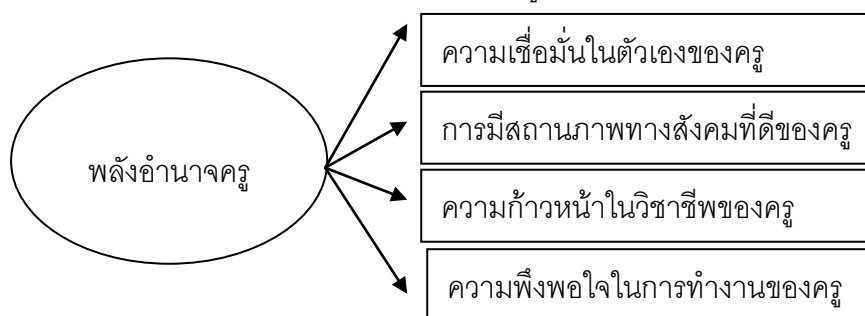 ความเชื่อมั่นในตัวเองของครู
การมีสถานภาพทางสังคมที่ดีของครู
พลังอำนาจครู
ความก้าวหน้าในวิชาชีพของครู
ความพึงพอใจในการทำงานของครู